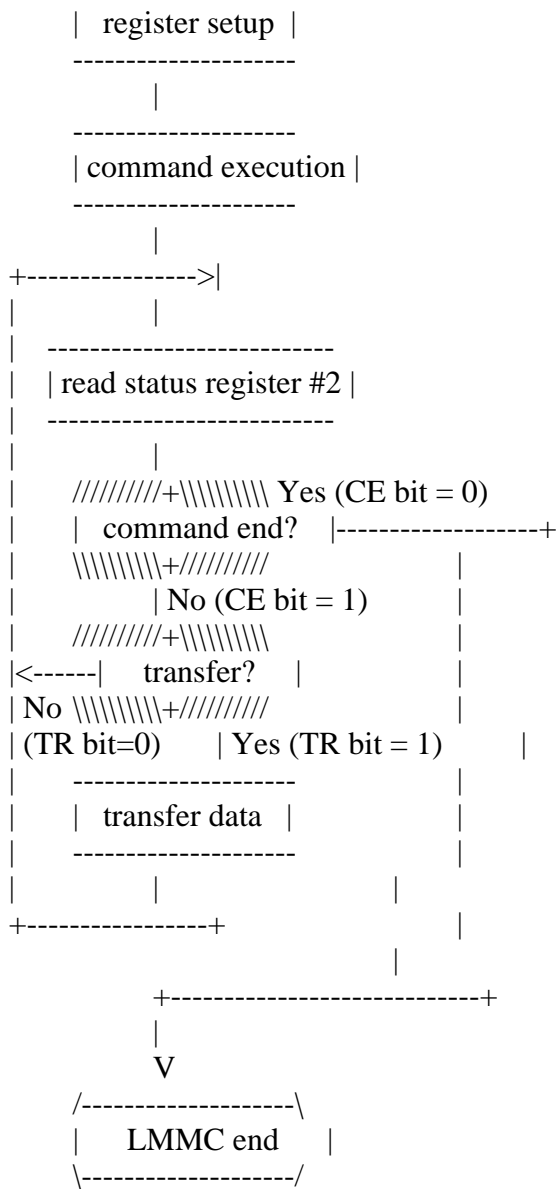 | register setup |
---------------------
|
---------------------
| command execution |
---------------------
|
+---------------->|
| |
| ---------------------------
| | read status register #2 |
| ---------------------------
| |
| //////////+\\\\\\\\\\ Yes (CE bit = 0)
| | command end? |-------------------+
| \\\\\\\\\\+////////// |
| | No (CE bit = 1) |
| //////////+\\\\\\\\\\ |
|<------| transfer? | |
| No \\\\\\\\\\+////////// |
| (TR bit=0) | Yes (TR bit = 1) |
| --------------------- |
| | transfer data | |
| --------------------- |
| | |
+-----------------+ |
|
+-----------------------------+
|
V
/--------------------\
| LMMC end |
\--------------------/